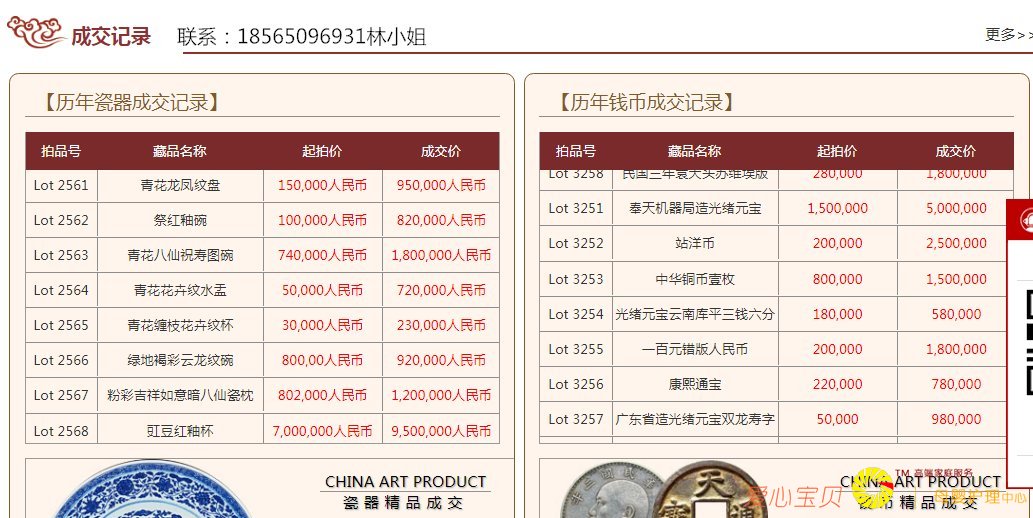 成交记录 联系：18565096931林小姐 更多>>
【历年瓷器成交记录】
拍品号 藏品名称 起拍价 成交价
Lot 2561 青花龙凤纹盘 150,000人民币 950,000人民币
Lot 2562 祭红釉碗 100,000人民币 820,000人民币
Lot 2563 青花八仙祝寿图碗 740,000人民币 1,800,000人民币
Lot 2564 青花花卉纹水盂 50,000人民币 720,000人民币
Lot 2565 青花缠枝花卉纹杯 30,000人民币 230,000人民币
Lot 2566 绿地褐彩云龙纹碗 800,00人民币 920,000人民币
Lot 2567 粉彩吉祥如意暗八仙瓷枕 802,000人民币 1,200,000人民币
Lot 2568 豇豆红釉杯 7,000,000人民币 9,500,000人民币
CHINA ART PRODUCT
瓷器精品成交
【历年钱币成交记录】
拍品号 藏品名称 起拍价 成交价
Lot 3258 民国三年袁大头苏维埃版 280,000 1,800,000
Lot 3251 奉天机器局造光绪元宝 1,500,000 5,000,000
Lot 3252 站洋币 200,000 2,500,000
Lot 3253 中华铜币壹枚 800,000 1,500,000
Lot 3254 光绪元宝云南库平三钱六分 180,000 580,000
Lot 3255 一百元错版人民币 200,000 1,800,000
Lot 3256 康熙通宝 220,000 780,000
Lot 3257 广东省造光绪元宝双龙寿字 50,000 980,000
CHINA ART PRODUCT
钱币精品成交
爱心宝贝
TM 高端家庭服务
母婴护理中心